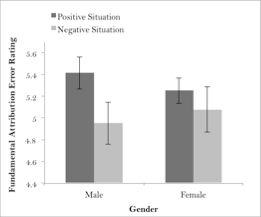 Positive Situation
Negative Situation
Fundamental Attribution Error Rating
5.6
5.4
5.2
5
4.8
4.6
4.4
Male
Female
Gender